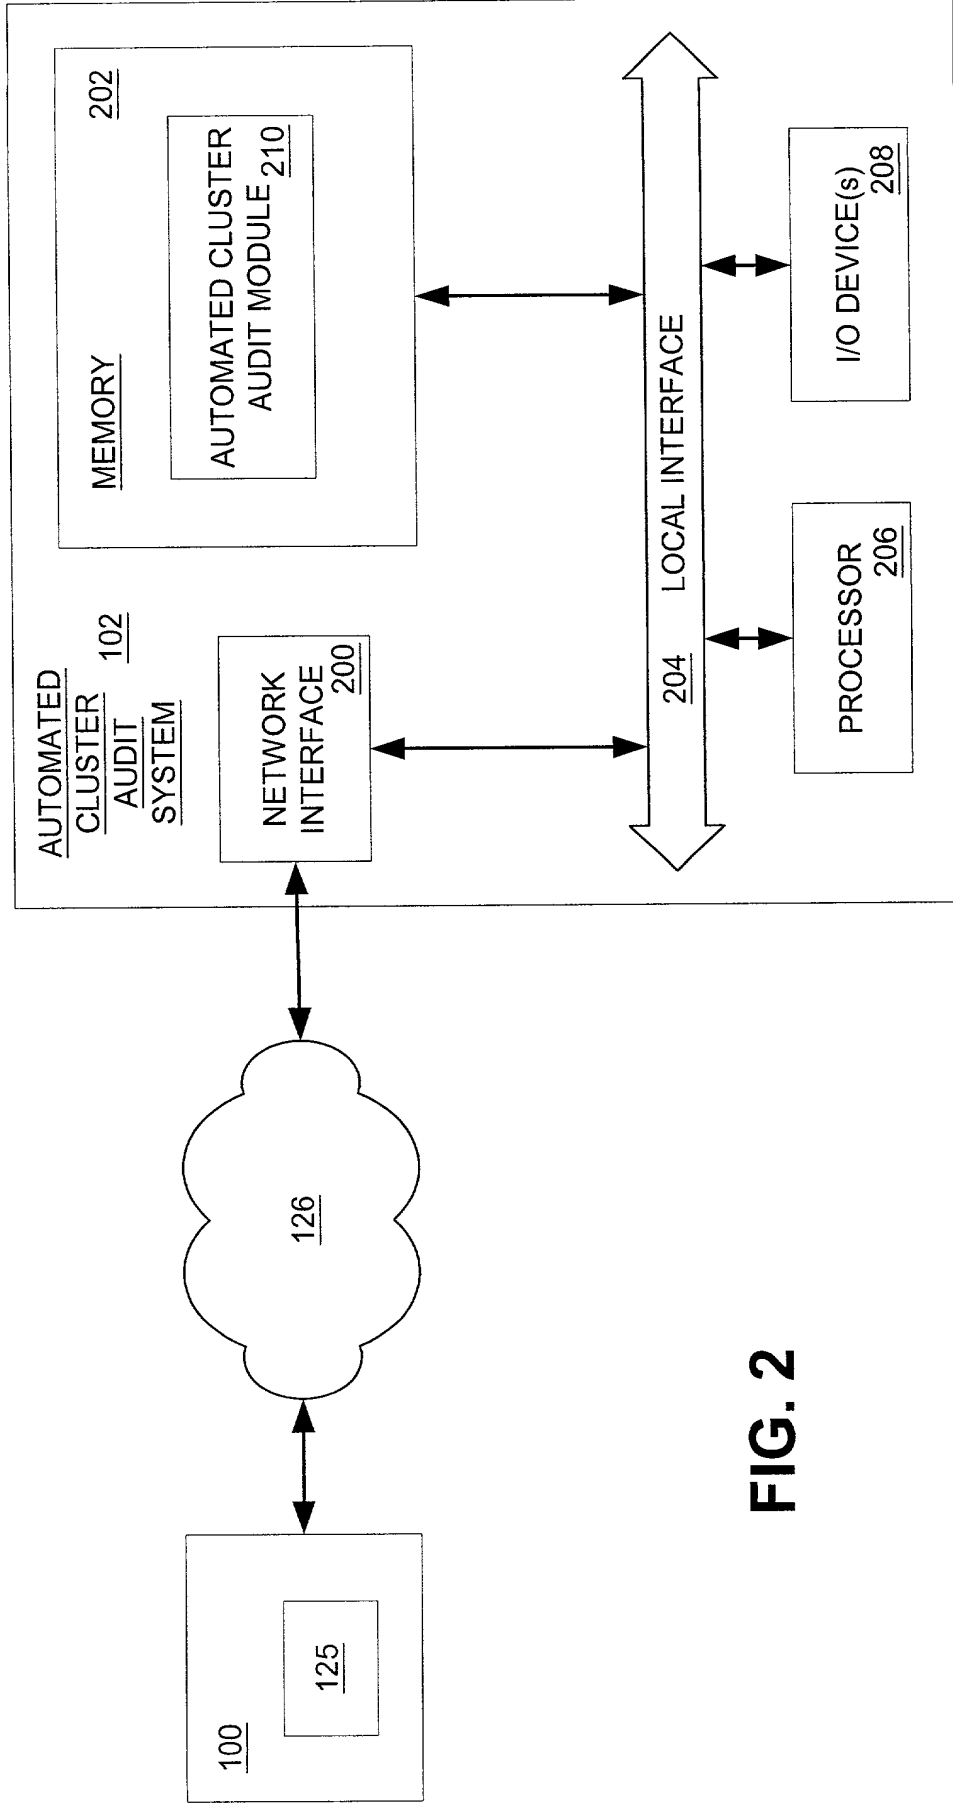 AUTOMATED
CLUSTER
AUDIT
SYSTEM
102
MEMORY
202
AUTOMATED CLUSTER
AUDIT MODULE
210
NETWORK
INTERFACE
200
100
125
126
204
LOCAL INTERFACE
PROCESSOR
206
I/O DEVICE(s)
208
FIG. 2